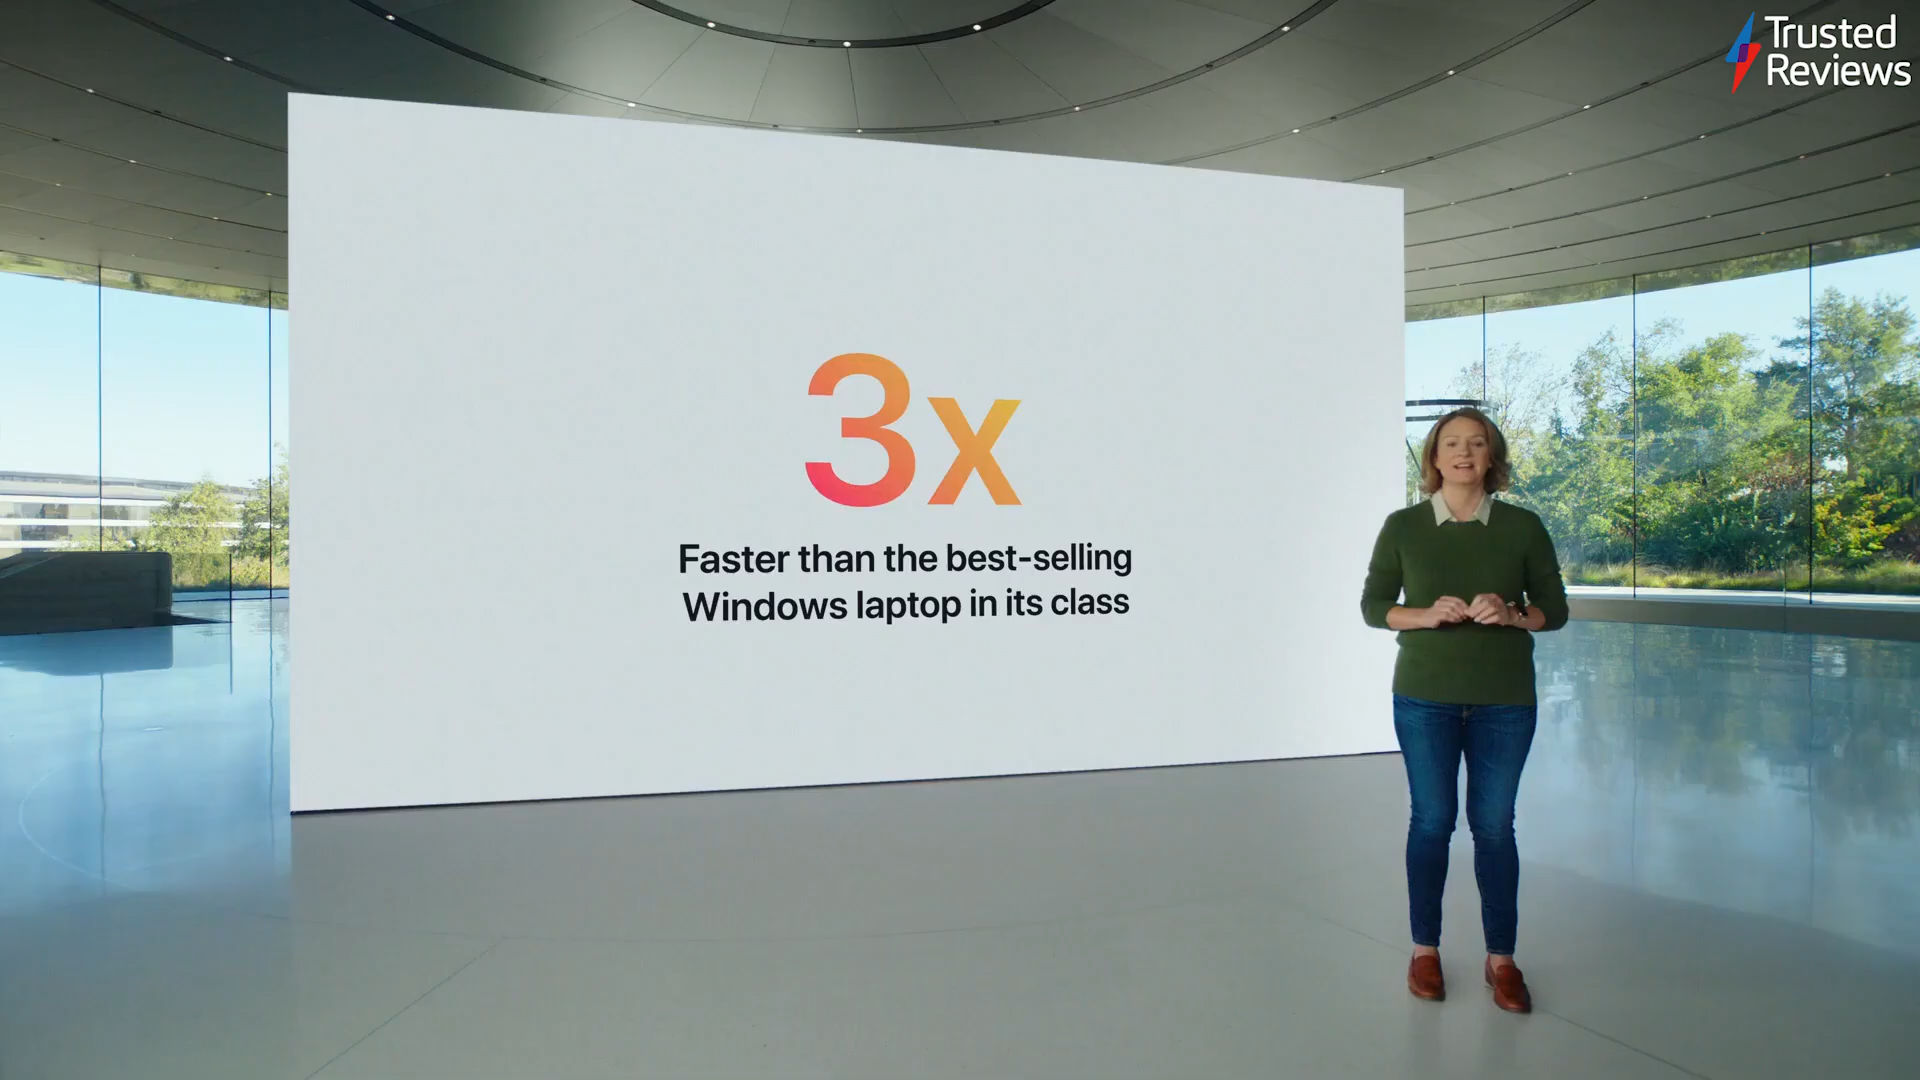 Trusted
Reviews
3x
Faster than the best-selling
Windows laptop in its class